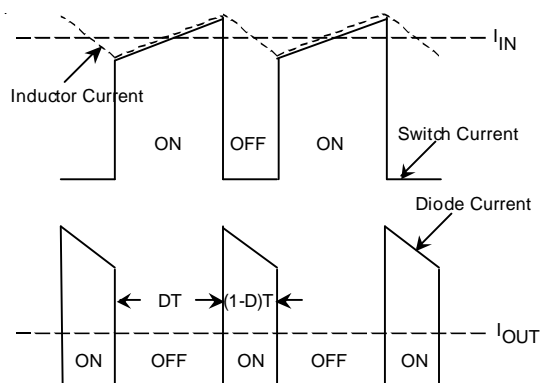 I_IN
Inductor Current
ON OFF ON
Switch Current
Diode Current
DT (1-D)T
I_OUT
ON OFF ON OFF ON